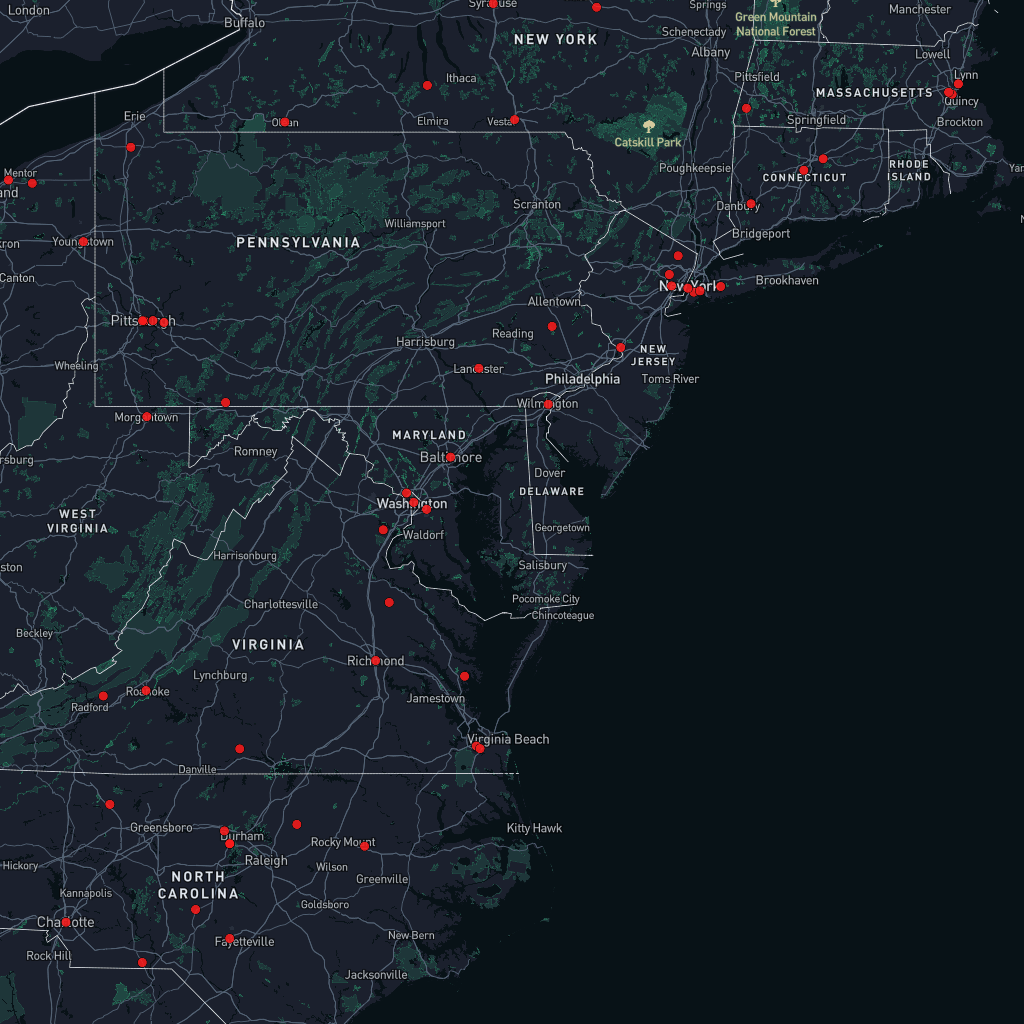 London
Buffalo
Syracuse
Springs
Green Mountain
National Forest
Manchester
NEW YORK
Schenectady
Albany
Lowell
Ithaca
Pittsfield
Lynn
MASSACHUSETTS
Quincy
Erie
Olean
Elmira
Vestal
Springfield
Brockton
Catskill Park
Mentor
Poughkeepsie
CONNECTICUT
RHODE
ISLAND
Yar
and
Scranton
Danbury
Williamsport
Bridgeport
N
kron
Youngstown
PENNSYLVANIA
Canton
New York
Brookhaven
Allentown
Pittsburgh
Reading
Harrisburg
NEW
JERSEY
Wheeling
Lancaster
Philadelphia
Toms River
Wilmington
Morgantown
MARYLAND
Romney
Baltimore
rsburg
Dover
DELAWARE
Washington
WEST
VIRGINIA
Georgetown
Waldorf
Harrisonburg
ston
Salisbury
Charlottesville
Pocomoke City
Chincoteague
Beckley
VIRGINIA
Richmond
Lynchburg
Roanoke
Radford
Jamestown
Virginia Beach
Danville
Greensboro
Durham
Kitty Hawk
Rocky Mount
Raleigh
Hickory
Wilson
NORTH
CAROLINA
Greenville
Kannapolis
Goldsboro
Charlotte
Fayetteville
New Bern
Rock Hill
Jacksonville